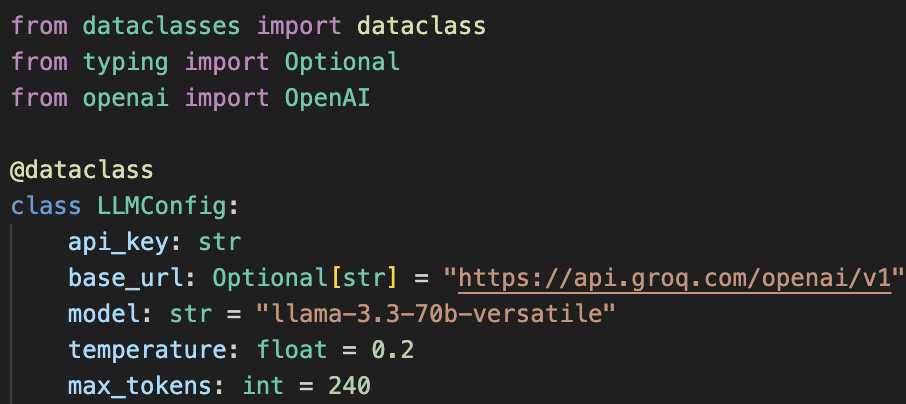 from dataclasses import dataclass
from typing import Optional
from openai import OpenAI

@dataclass
class LLMConfig:
    api_key: str
    base_url: Optional[str] = "https://api.groq.com/openai/v1"
    model: str = "llama-3.3-70b-versatile"
    temperature: float = 0.2
    max_tokens: int = 240